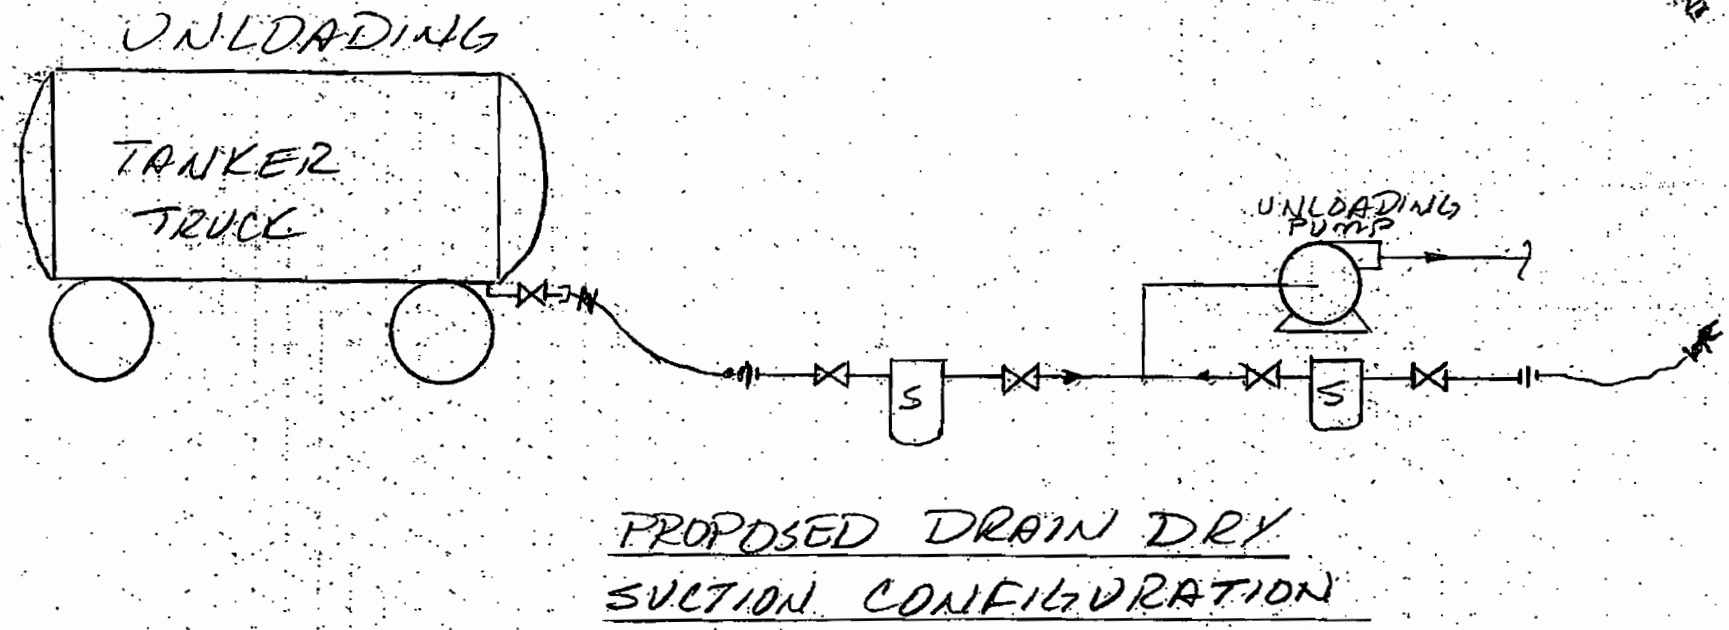 UNLOADING
TANKER
TRUCK
UNLOADING
PUMP
S
S
PROPOSED DRAIN DRY
SUCTION CONFIGURATION